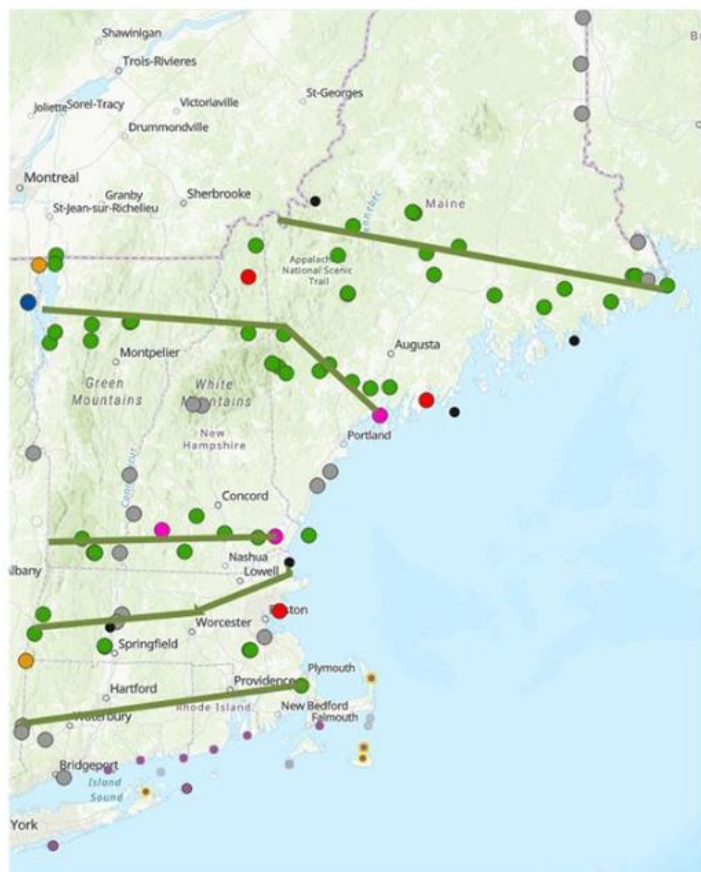 Shawinigan
Trois-Rivieres
St-Georges
Joliette
Sorel-Tracy
Victoriaville
Drummondville
Montreal
Granby
Sherbrooke
St-Jean-sur-Richelieu
Maine
Appalach
National Scenic
Trail
Montpelier
Augusta
Green
Mountains
White
Mountains
New
Hampshire
Portland
Concord
Nashua
Lowell
Albany
Worcester
Springfield
Plymouth
Hartford
Providence
New Bedford
Falmouth
Rhode Island
Waterbury
Bridgeport
Island
Sound
York